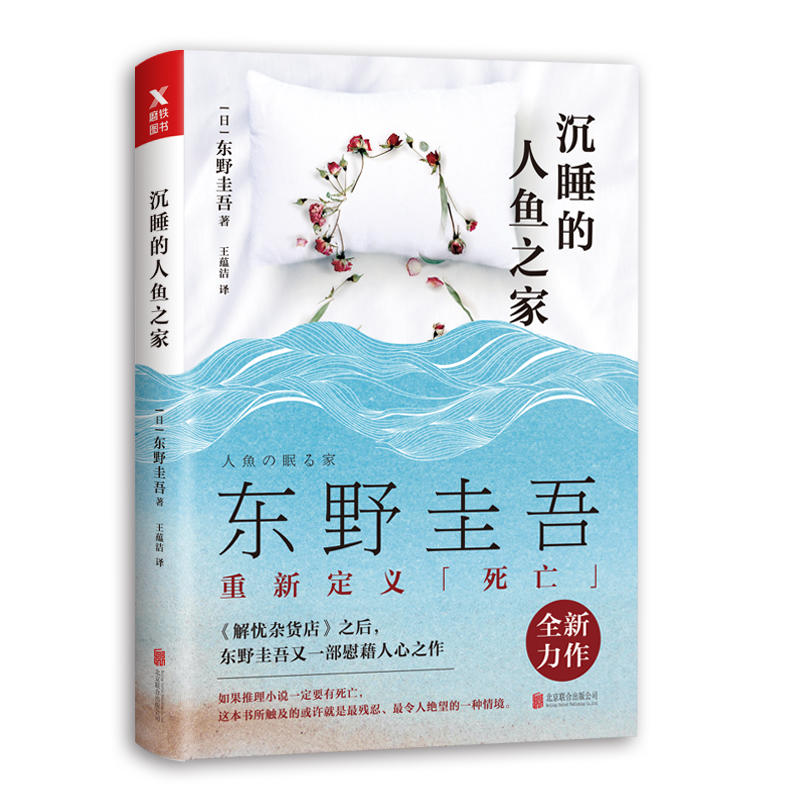 磨铁
图书
沉睡的人鱼之家
[日]东野圭吾 著
王蕴洁 译
沉睡的
人鱼之家
[日]东野圭吾 著
王蕴洁 译
人魚の眠る家
东野圭吾
重新定义「死亡」
《解忧杂货店》之后，
东野圭吾又一部慰藉人心之作
全新
力作
如果推理小说一定要有死亡，
这本书所触及的或许就是最残忍、最令人绝望的一种情境。
北京联合出版公司